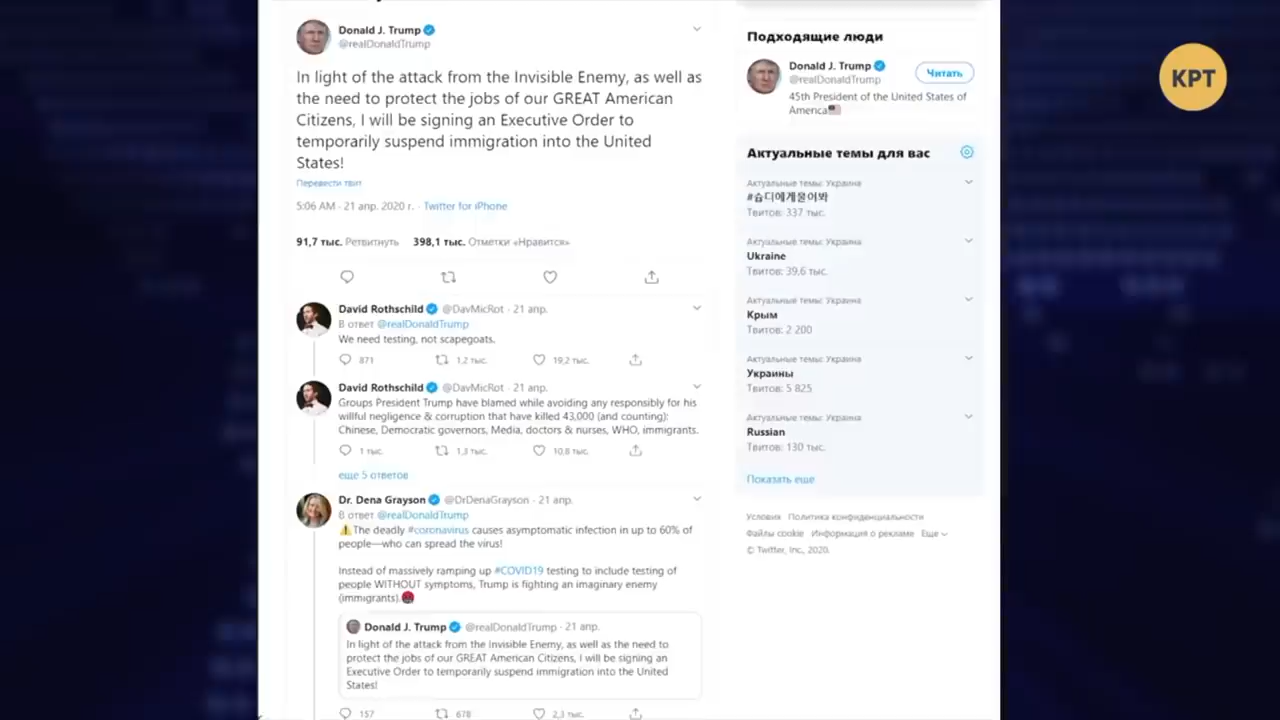 Donald J. Trump
@realDonaldTrump
In light of the attack from the Invisible Enemy, as well as
the need to protect the jobs of our GREAT American
Citizens, I will be signing an Executive Order to
temporarily suspend immigration into the United
States!
Перевести твит
5:06 AM · 21 апр. 2020 г. · Twitter for iPhone
91,7 тыс. Ретвитнуть 398,1 тыс. Отметки «Нравится»
David Rothschild @DavMicRot · 21 апр.
В ответ @realDonaldTrump
We need testing, not scapegoats.
871 1,2 тыс. 19,2 тыс.
David Rothschild @DavMicRot · 21 апр.
Groups President Trump have blamed while avoiding any responsibly for his
willful negligence & corruption that have killed 43,000 (and counting):
Chinese, Democratic governors, Media, doctors & nurses, WHO, immigrants.
1 тыс. 1,3 тыс. 10,8 тыс.
еще 5 ответов
Dr. Dena Grayson @DrDenaGrayson · 21 апр.
В ответ @realDonaldTrump
⚠️The deadly #coronavirus causes asymptomatic infection in up to 60% of
people—who can spread the virus!
Instead of massively ramping up #COVID19 testing to include testing of
people WITHOUT symptoms, Trump is fighting an imaginary enemy
(immigrants).
Donald J. Trump @realDonaldTrump · 21 апр.
In light of the attack from the Invisible Enemy, as well as the need to
protect the jobs of our GREAT American Citizens, I will be signing an
Executive Order to temporarily suspend immigration into the United
States!
157 678 2,3 тыс.
Подходящие люди
Donald J. Trump
@realDonaldTrump
Читать
45th President of the United States of
America🇺🇸
Актуальные темы для вас
Актуальные темы: Украина
#숍디에게물어봐
Твитов: 337 тыс.
Актуальные темы: Украина
Ukraine
Твитов: 39,6 тыс.
Актуальные темы: Украина
Крым
Твитов: 2 200
Актуальные темы: Украина
Украины
Твитов: 5 825
Актуальные темы: Украина
Russian
Твитов: 130 тыс.
Показать еще
Условия Политика конфиденциальности
Файлы cookie Информация о рекламе Еще
© Twitter, Inc., 2020.
КРТ